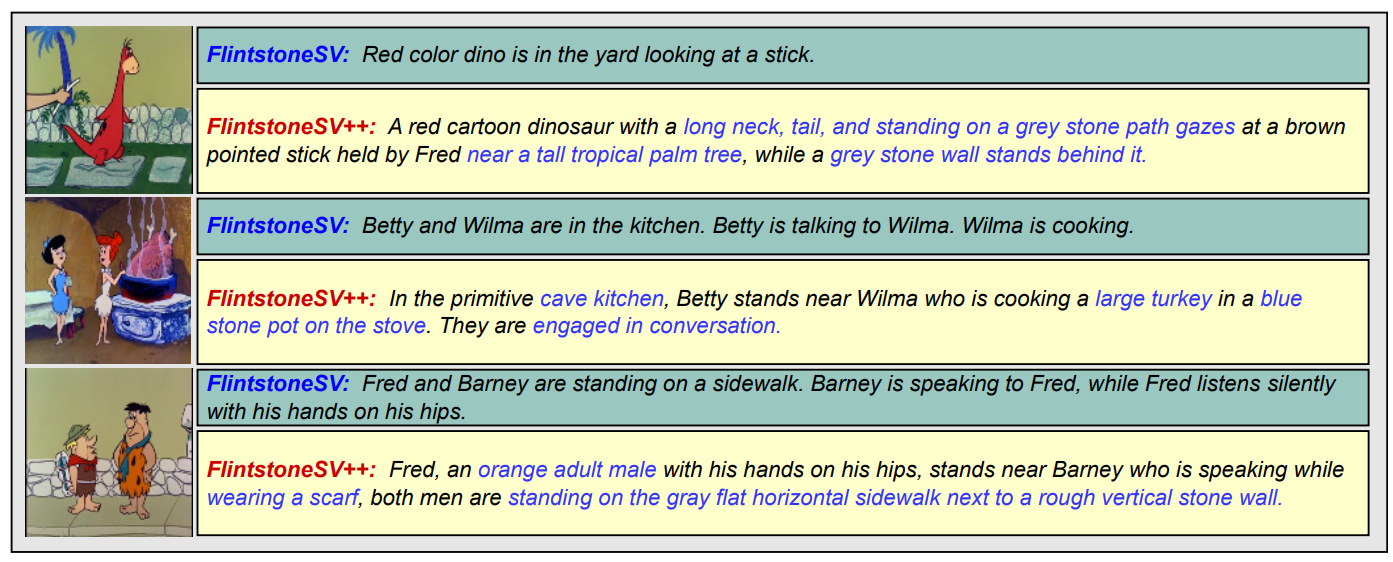 FlintstoneSV: Red color dino is in the yard looking at a stick.
FlintstoneSV++: A red cartoon dinosaur with a long neck, tail, and standing on a grey stone path gazes at a brown
pointed stick held by Fred near a tall tropical palm tree, while a grey stone wall stands behind it.
FlintstoneSV: Betty and Wilma are in the kitchen. Betty is talking to Wilma. Wilma is cooking.
FlintstoneSV++: In the primitive cave kitchen, Betty stands near Wilma who is cooking a large turkey in a blue
stone pot on the stove. They are engaged in conversation.
FlintstoneSV: Fred and Barney are standing on a sidewalk. Barney is speaking to Fred, while Fred listens silently
with his hands on his hips.
FlintstoneSV++: Fred, an orange adult male with his hands on his hips, stands near Barney who is speaking while
wearing a scarf, both men are standing on the gray flat horizontal sidewalk next to a rough vertical stone wall.